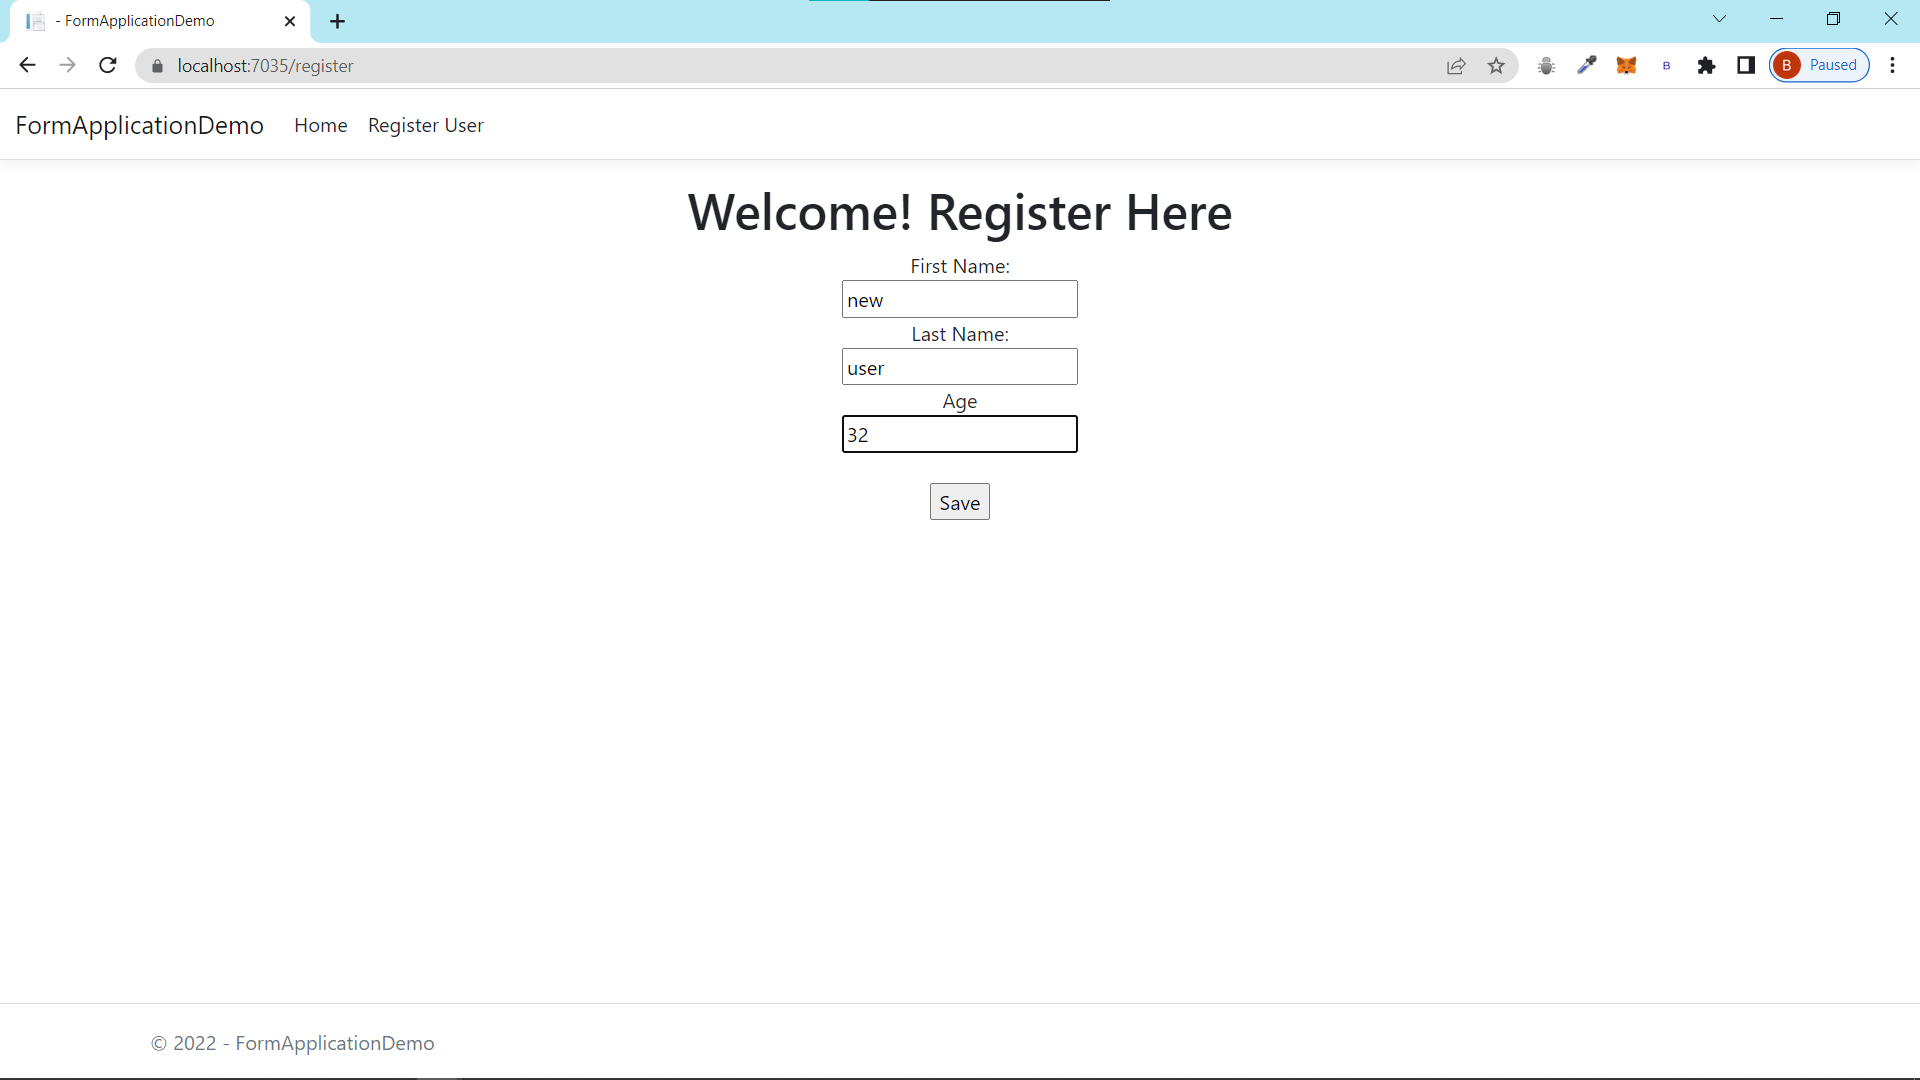 - FormApplicationDemo
localhost:7035/register
B
B Paused
FormApplicationDemo Home Register User
Welcome! Register Here
First Name:
new
Last Name:
user
Age
32
Save
© 2022 - FormApplicationDemo